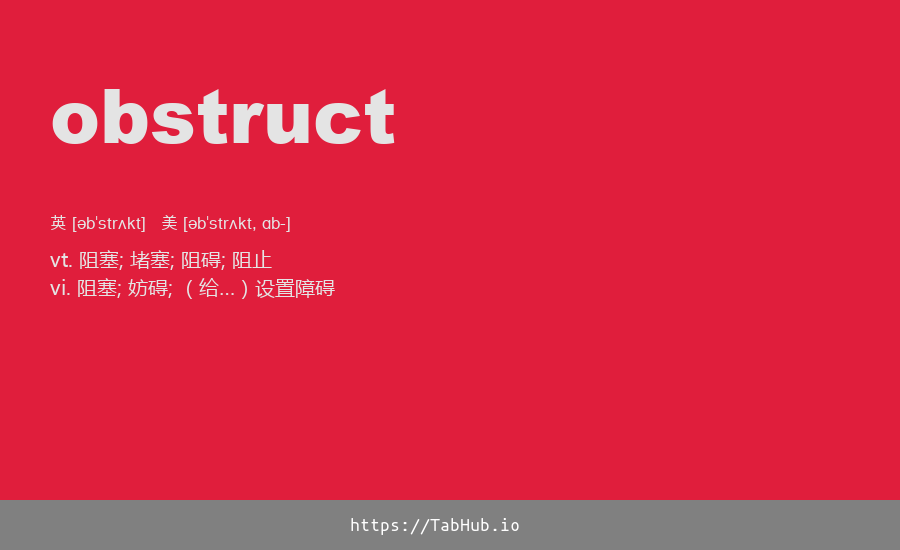 obstruct
英 [əbˈstrʌkt] 美 [əbˈstrʌkt, ɑb-]
vt. 阻塞; 堵塞; 阻碍; 阻止
vi. 阻塞; 妨碍; （ 给… ）设置障碍
https://TabHub.io